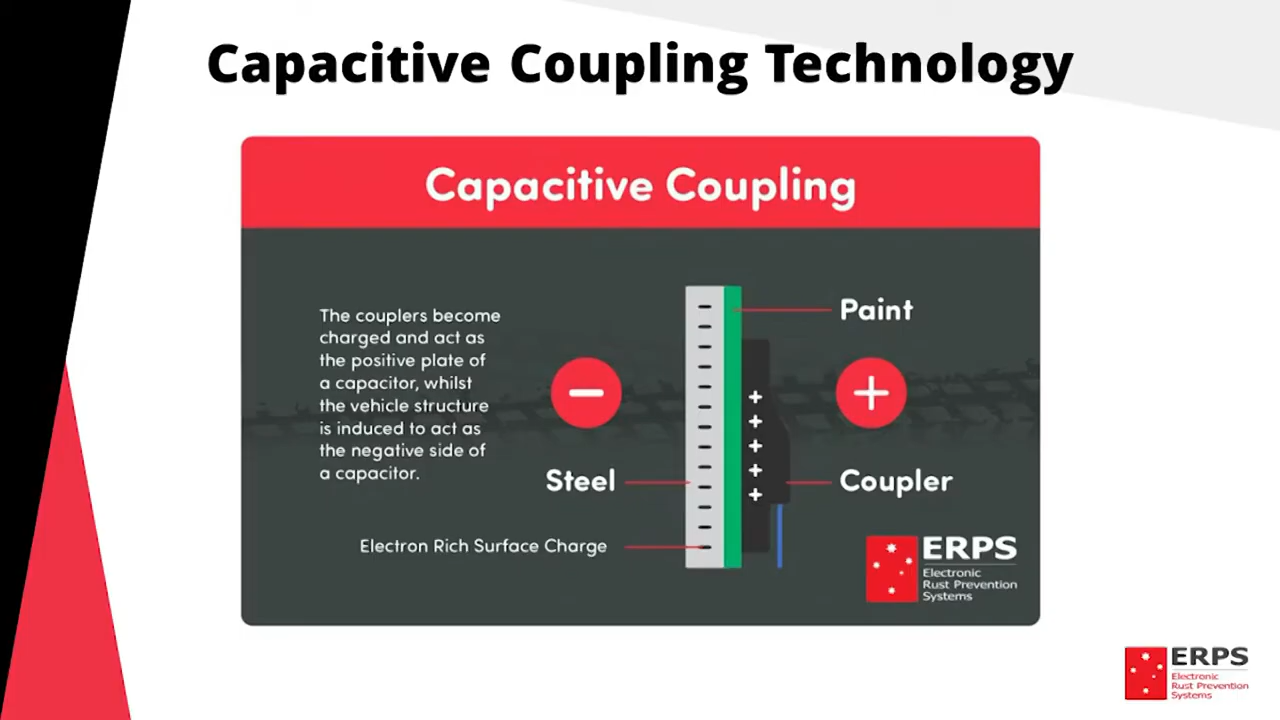 Capacitive Coupling Technology
Capacitive Coupling
The couplers become
charged and act as
the positive plate of
a capacitor, whilst
the vehicle structure
is induced to act as
the negative side of
a capacitor.
Paint
Steel
Coupler
Electron Rich Surface Charge
ERPS
Electronic
Rust Prevention
Systems
ERPS
Electronic
Rust Prevention
Systems